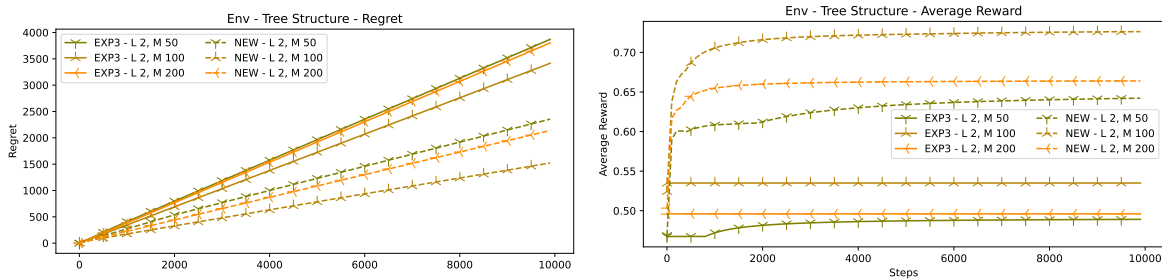 Env - Tree Structure - Regret
4000
3500
3000
2500
2000
1500
1000
500
0
Regret
EXP3 - L 2, M 50
EXP3 - L 2, M 100
EXP3 - L 2, M 200
NEW - L 2, M 50
NEW - L 2, M 100
NEW - L 2, M 200
0 2000 4000 6000 8000 10000
Env - Tree Structure - Average Reward
0.70
0.65
0.60
0.55
0.50
Average Reward
EXP3 - L 2, M 50
EXP3 - L 2, M 100
EXP3 - L 2, M 200
NEW - L 2, M 50
NEW - L 2, M 100
NEW - L 2, M 200
0 2000 4000 6000 8000 10000
Steps